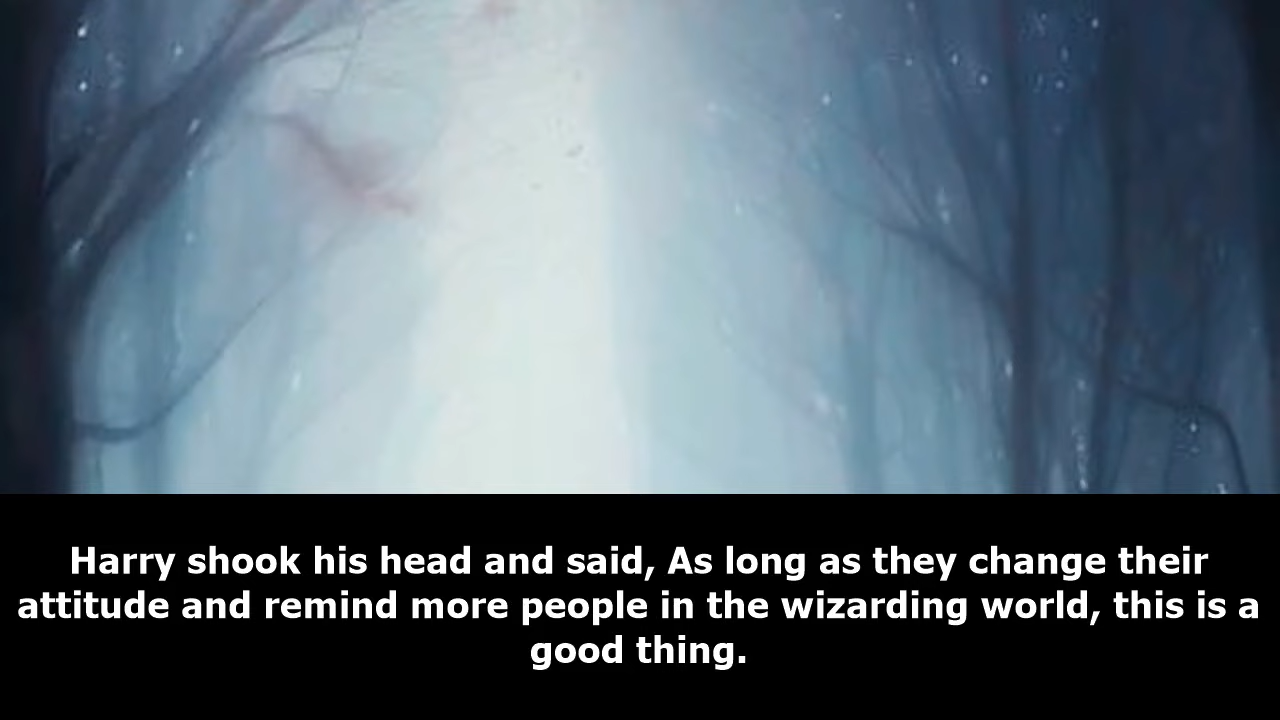 Harry shook his head and said, As long as they change their
attitude and remind more people in the wizarding world, this is a
good thing.